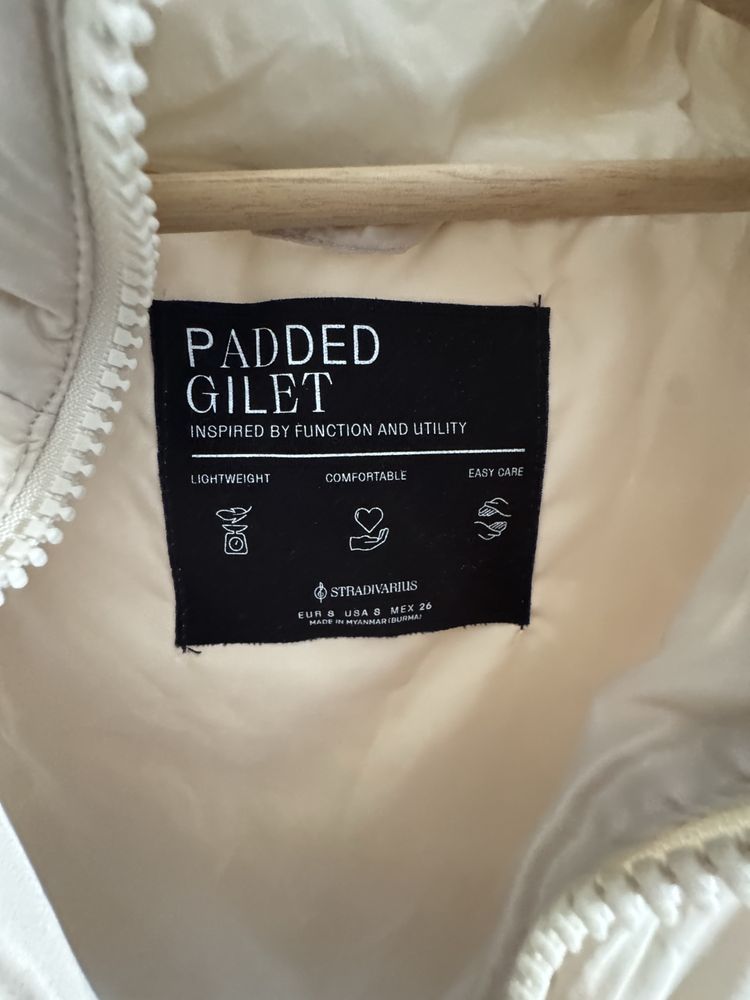 PADDED
GILET
INSPIRED BY FUNCTION AND UTILITY
LIGHTWEIGHT COMFORTABLE EASY CARE
STRADIVARIUS
EUR S USA S MEX 26
MADE IN MYANMAR (BURMA)